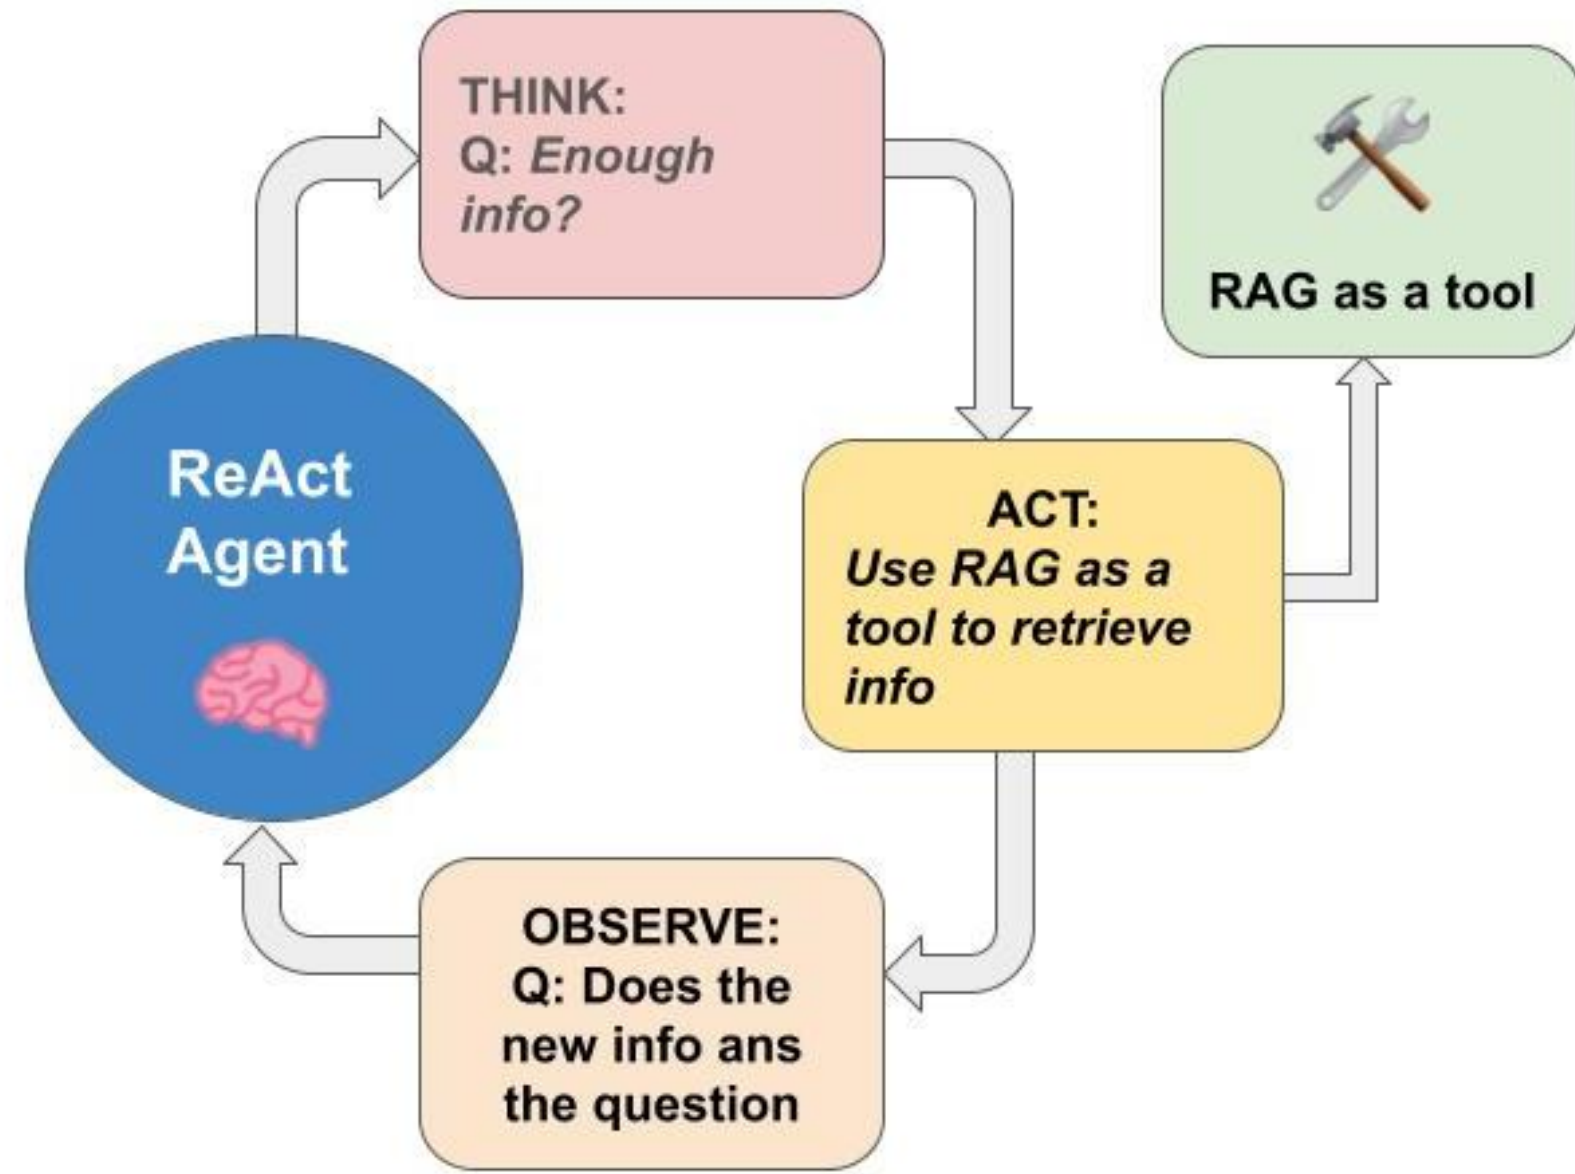 THINK:
Q: Enough
info?
RAG as a tool
ReAct
Agent
ACT:
Use RAG as a
tool to retrieve
info
OBSERVE:
Q: Does the
new info ans
the question